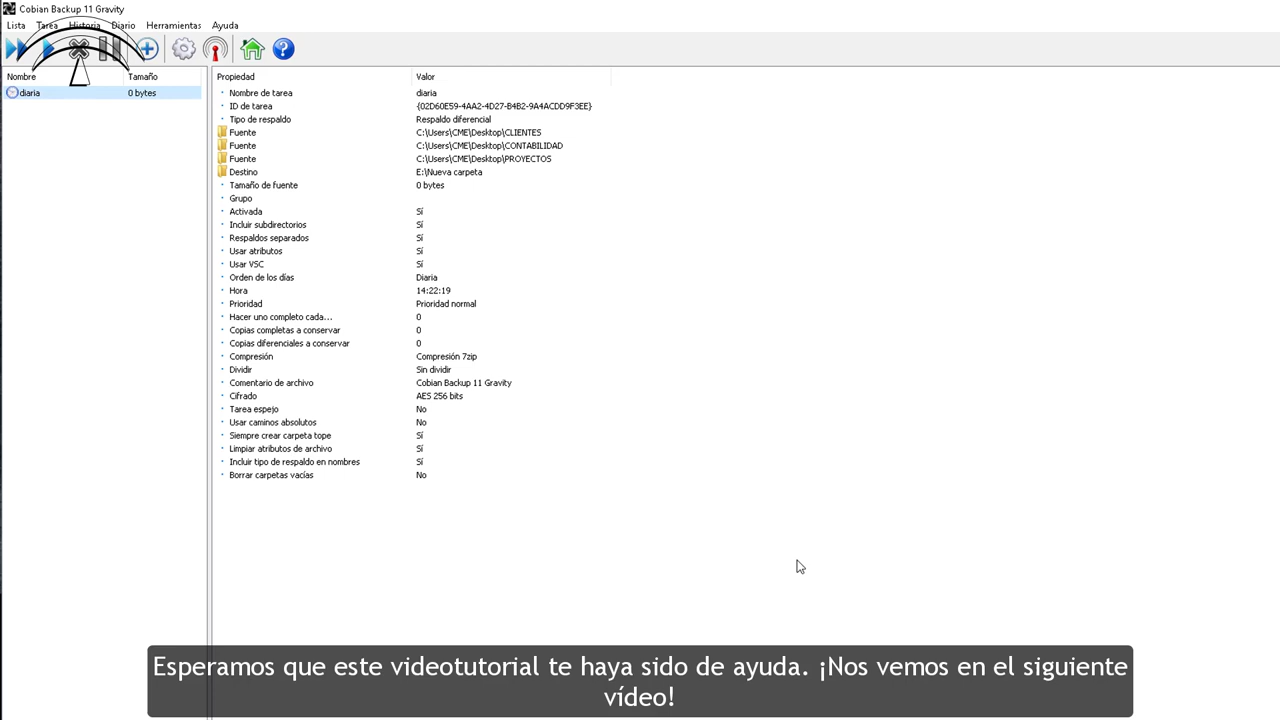 Cobian Backup 11 Gravity
Lista Tarea Historia Diario Herramientas Ayuda
Nombre Tamaño
diaria 0 bytes
Propiedad Valor
Nombre de tarea diaria
ID de tarea {02D60E59-4AA2-4D27-B4B2-9A4ACDD9F3EE}
Tipo de respaldo Respaldo diferencial
Fuente C:\Users\CME\Desktop\CLIENTES
Fuente C:\Users\CME\Desktop\CONTABILIDAD
Fuente C:\Users\CME\Desktop\PROYECTOS
Destino E:\Nueva carpeta
Tamaño de fuente 0 bytes
Grupo
Activada Sí
Incluir subdirectorios Sí
Respaldos separados Sí
Usar atributos Sí
Usar VSC Sí
Orden de los días Diaria
Hora 14:22:19
Prioridad Prioridad normal
Hacer uno completo cada... 0
Copias completas a conservar 0
Copias diferenciales a conservar 0
Compresión Compresión 7zip
Dividir Sin dividir
Comentario de archivo Cobian Backup 11 Gravity
Cifrado AES 256 bits
Tarea espejo No
Usar caminos absolutos No
Siempre crear carpeta tope Sí
Limpiar atributos de archivo Sí
Incluir tipo de respaldo en nombres Sí
Borrar carpetas vacías No
Esperamos que este videotutorial te haya sido de ayuda. ¡Nos vemos en el siguiente
vídeo!